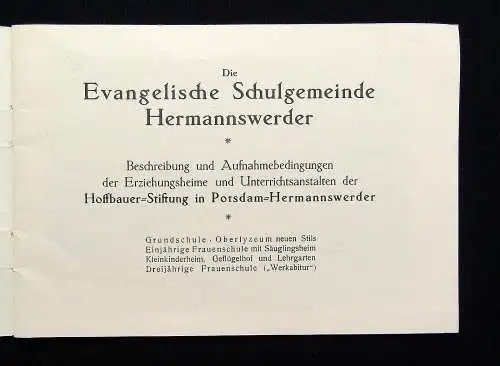 Die
Evangelische Schulgemeinde
Hermannswerder
*
Beschreibung und Aufnahmebedingungen
der Erziehungsheime und Unterrichtsanstalten der
Hoffbauer=Stiftung in Potsdam=Hermannswerder
*
Grundschule · Oberlyzeum neuen Stils
Einjährige Frauenschule mit Säuglingsheim
Kleinkinderheim, Geflügelhof und Lehrgarten
Dreijährige Frauenschule („Werkabitur“)